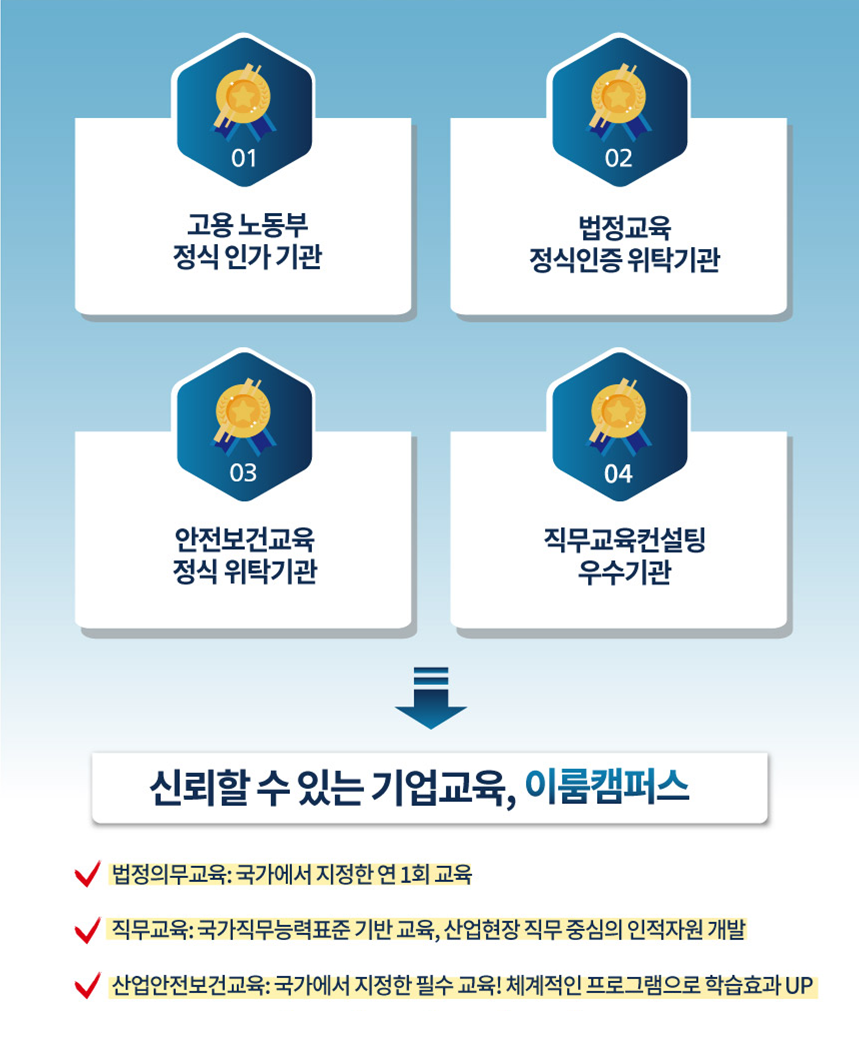 01
고용 노동부
정식 인가 기관
02
법정교육
정식인증 위탁기관
03
안전보건교육
정식 위탁기관
04
직무교육컨설팅
우수기관
신뢰할 수 있는 기업교육, 이룸캠퍼스
법정의무교육: 국가에서 지정한 연 1회 교육
직무교육: 국가직무능력표준 기반 교육, 산업현장 직무 중심의 인적자원 개발
산업안전보건교육: 국가에서 지정한 필수 교육! 체계적인 프로그램으로 학습효과 UP